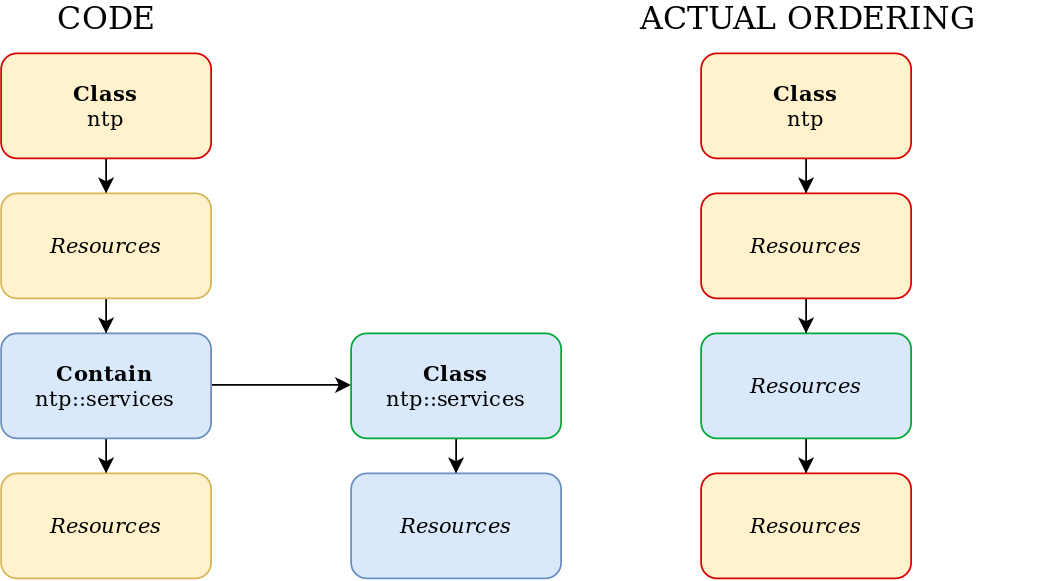 CODE
ACTUAL ORDERING
Class
ntp
Class
ntp
Resources
Resources
Contain
ntp::services
Class
ntp::services
Resources
Resources
Resources
Resources